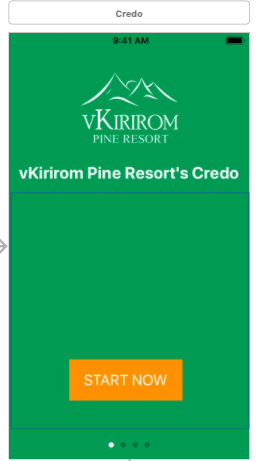 Credo
9:41 AM
vKIRIROM
PINE RESORT
vKirirom Pine Resort's Credo
START NOW